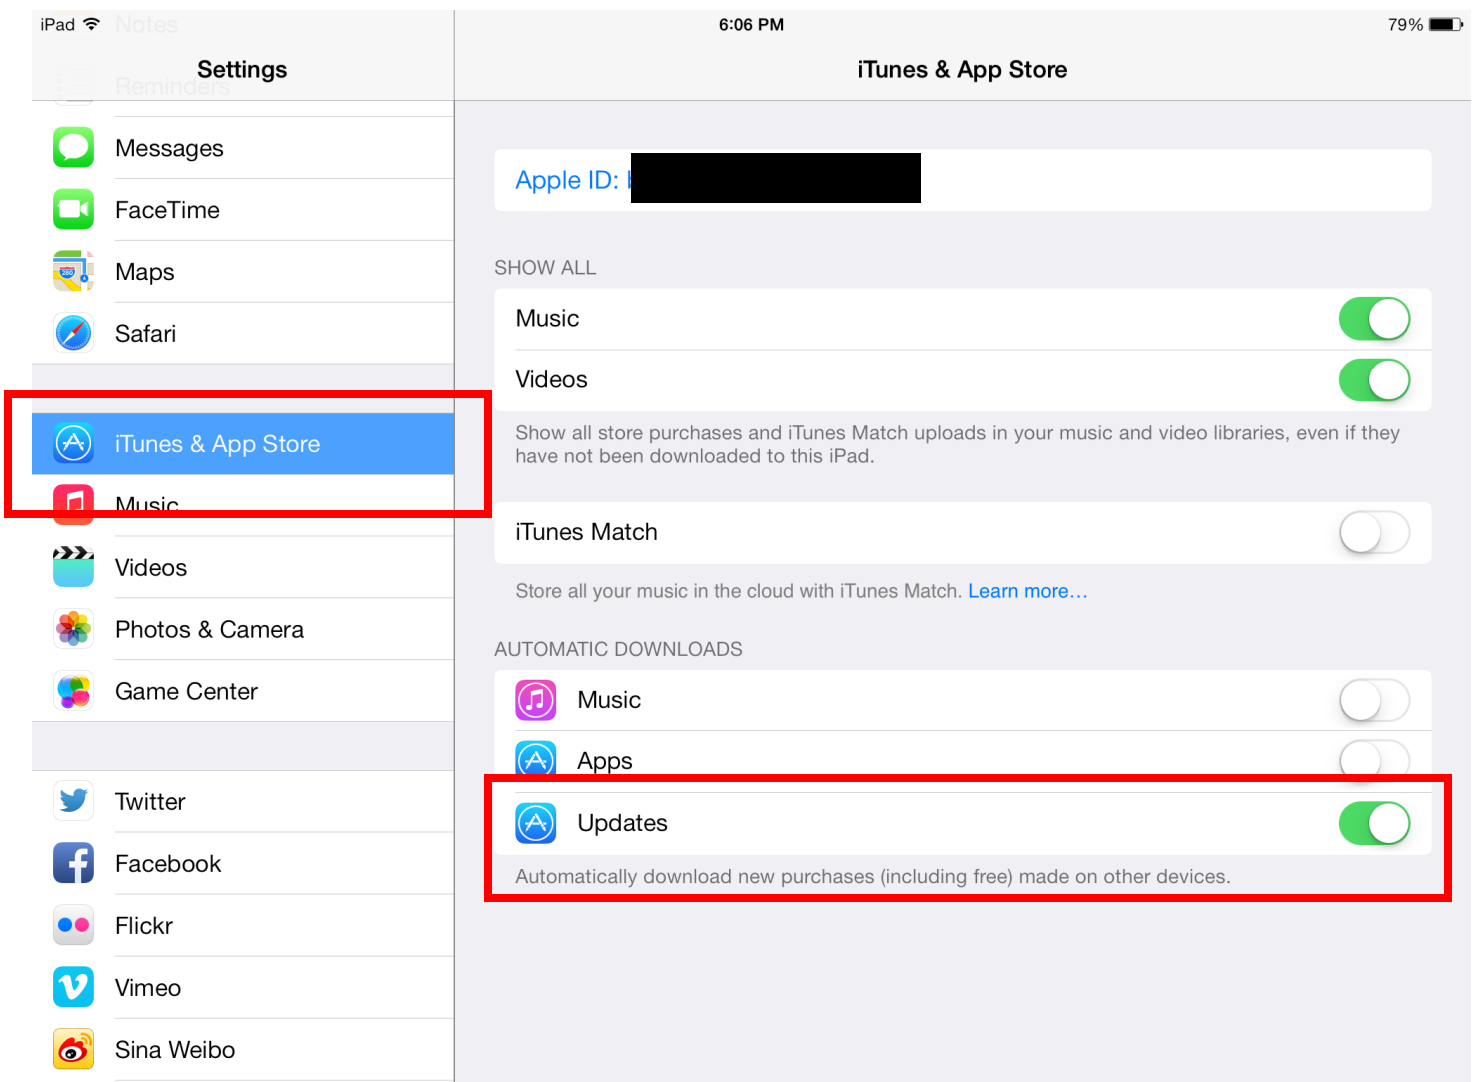 iPad
6:06 PM
79%
Notes
Settings
iTunes & App Store
Reminders
Messages
FaceTime
Maps
Safari
iTunes & App Store
Music
Videos
Photos & Camera
Game Center
Twitter
Facebook
Flickr
Vimeo
Sina Weibo
Apple ID:
SHOW ALL
Music
Videos
Show all store purchases and iTunes Match uploads in your music and video libraries, even if they
have not been downloaded to this iPad.
iTunes Match
Store all your music in the cloud with iTunes Match. Learn more…
AUTOMATIC DOWNLOADS
Music
Apps
Updates
Automatically download new purchases (including free) made on other devices.